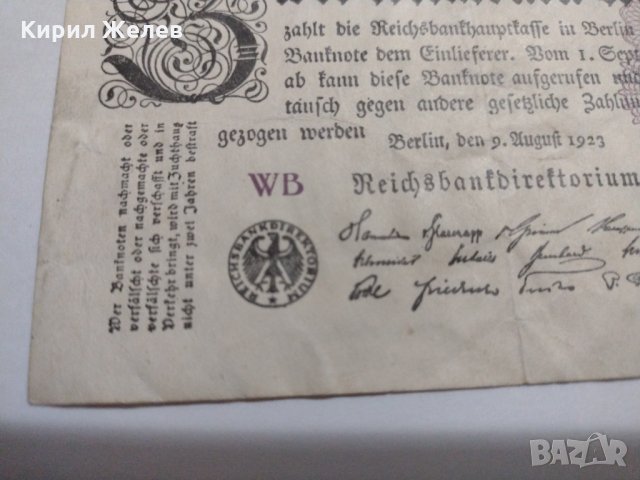 Кирил Желев
zahlt die Reichsbankhauptkasse in Berlin
Banknote dem Einlieferer. Vom 1. Sept
ab kann diese Banknote aufgerufen und
tausch gegen andere gesetzliche Zahlun
gezogen werden
Berlin, den 9. August 1923
WB
Reichsbankdirektorium
REICHSBANKDIREKTORIUM
Wer Banknoten nachmacht oder
verfälscht oder nachgemachte oder
verfälschte sich verschafft und in
Verkehr bringt, wird mit Zuchthaus
nicht unter zwei Jahren bestraft
BAZAR